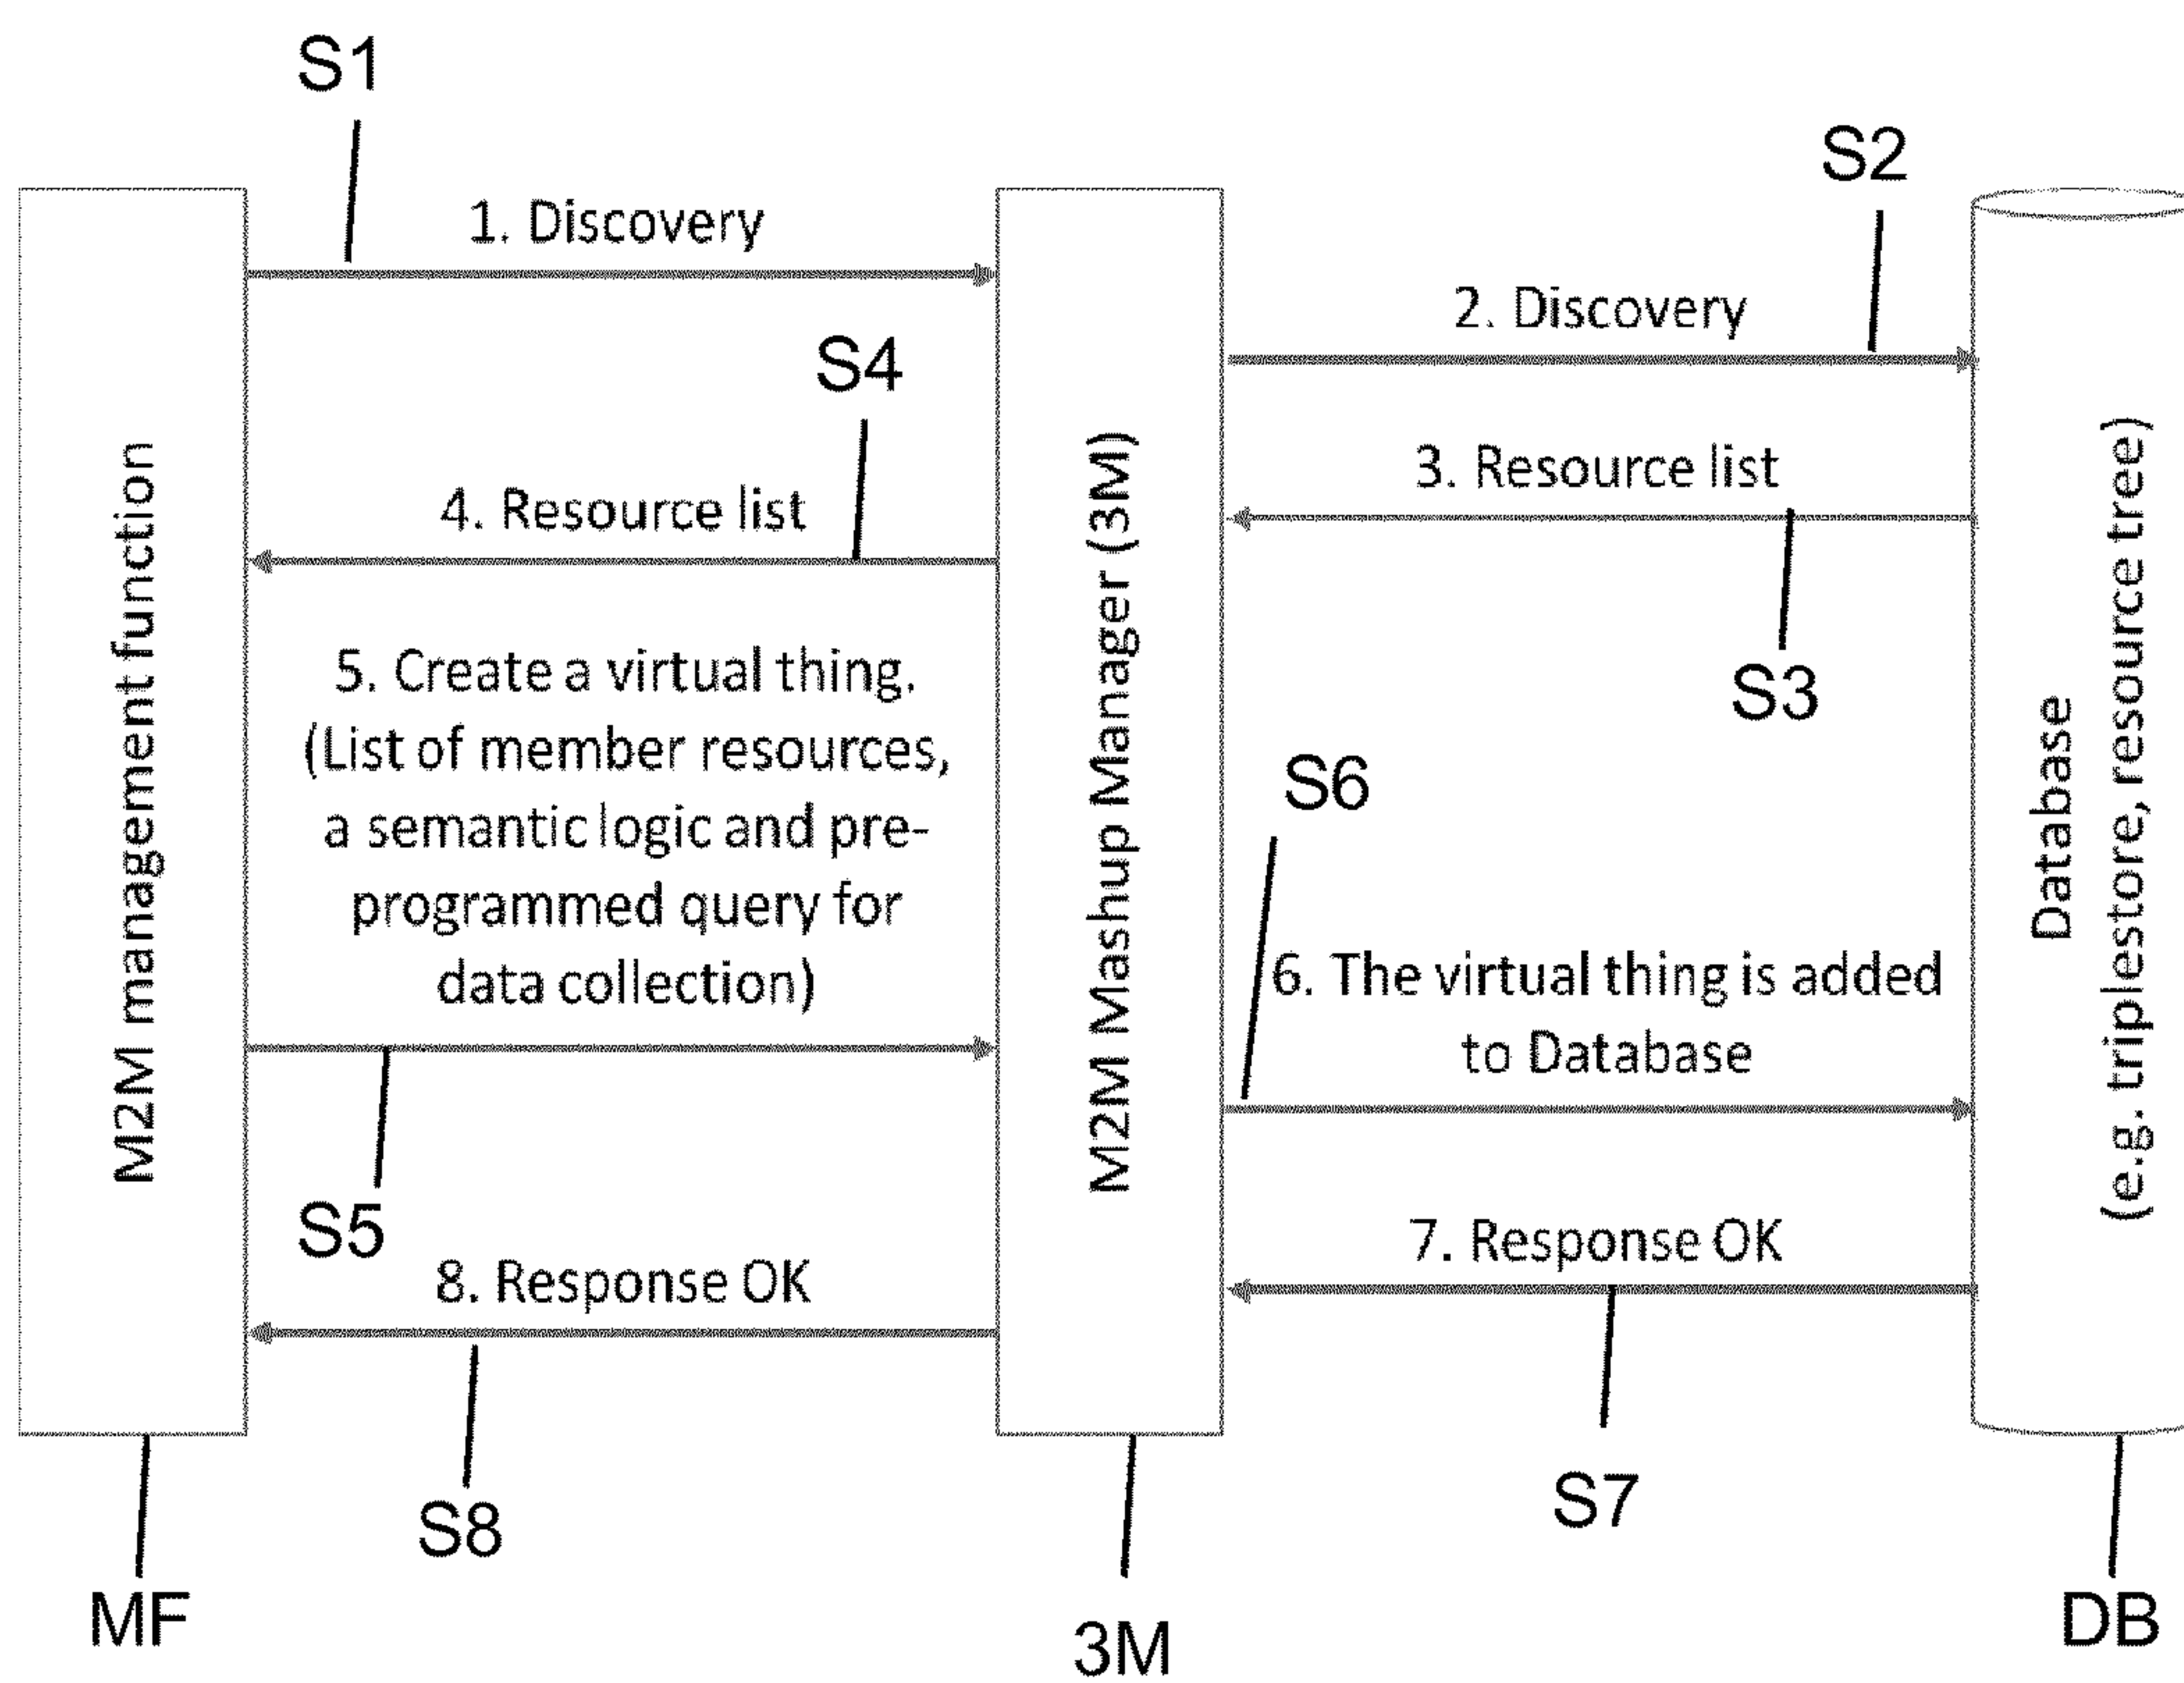 S1
S2
1. Discovery
2. Discovery
S4
3. Resource list
4. Resource list
S3
5. Create a virtual thing.
(List of member resources,
a semantic logic and pre-
programmed query for
data collection)
S6
6. The virtual thing is added
to Database
S5
7. Response OK
8. Response OK
S7
S8
M2M management function
M2M Mashup Manager (3M)
Database
(e.g. triplestore, resource tree)
MF
3M
DB